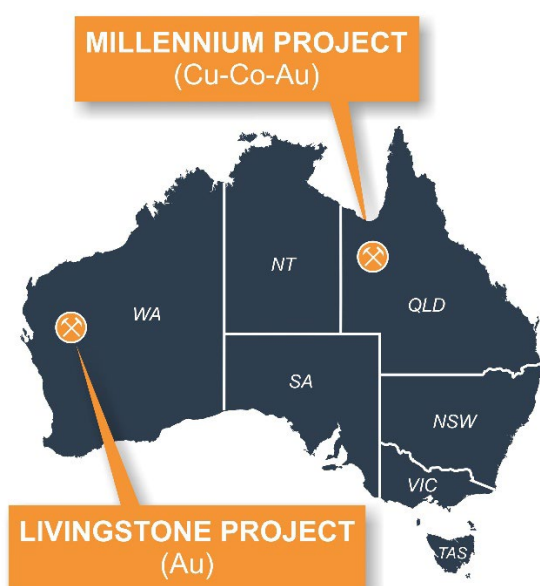 MILLENNIUM PROJECT
(Cu-Co-Au)
NT
WA
QLD
SA
NSW
VIC
LIVINGSTONE PROJECT
(Au)
TAS